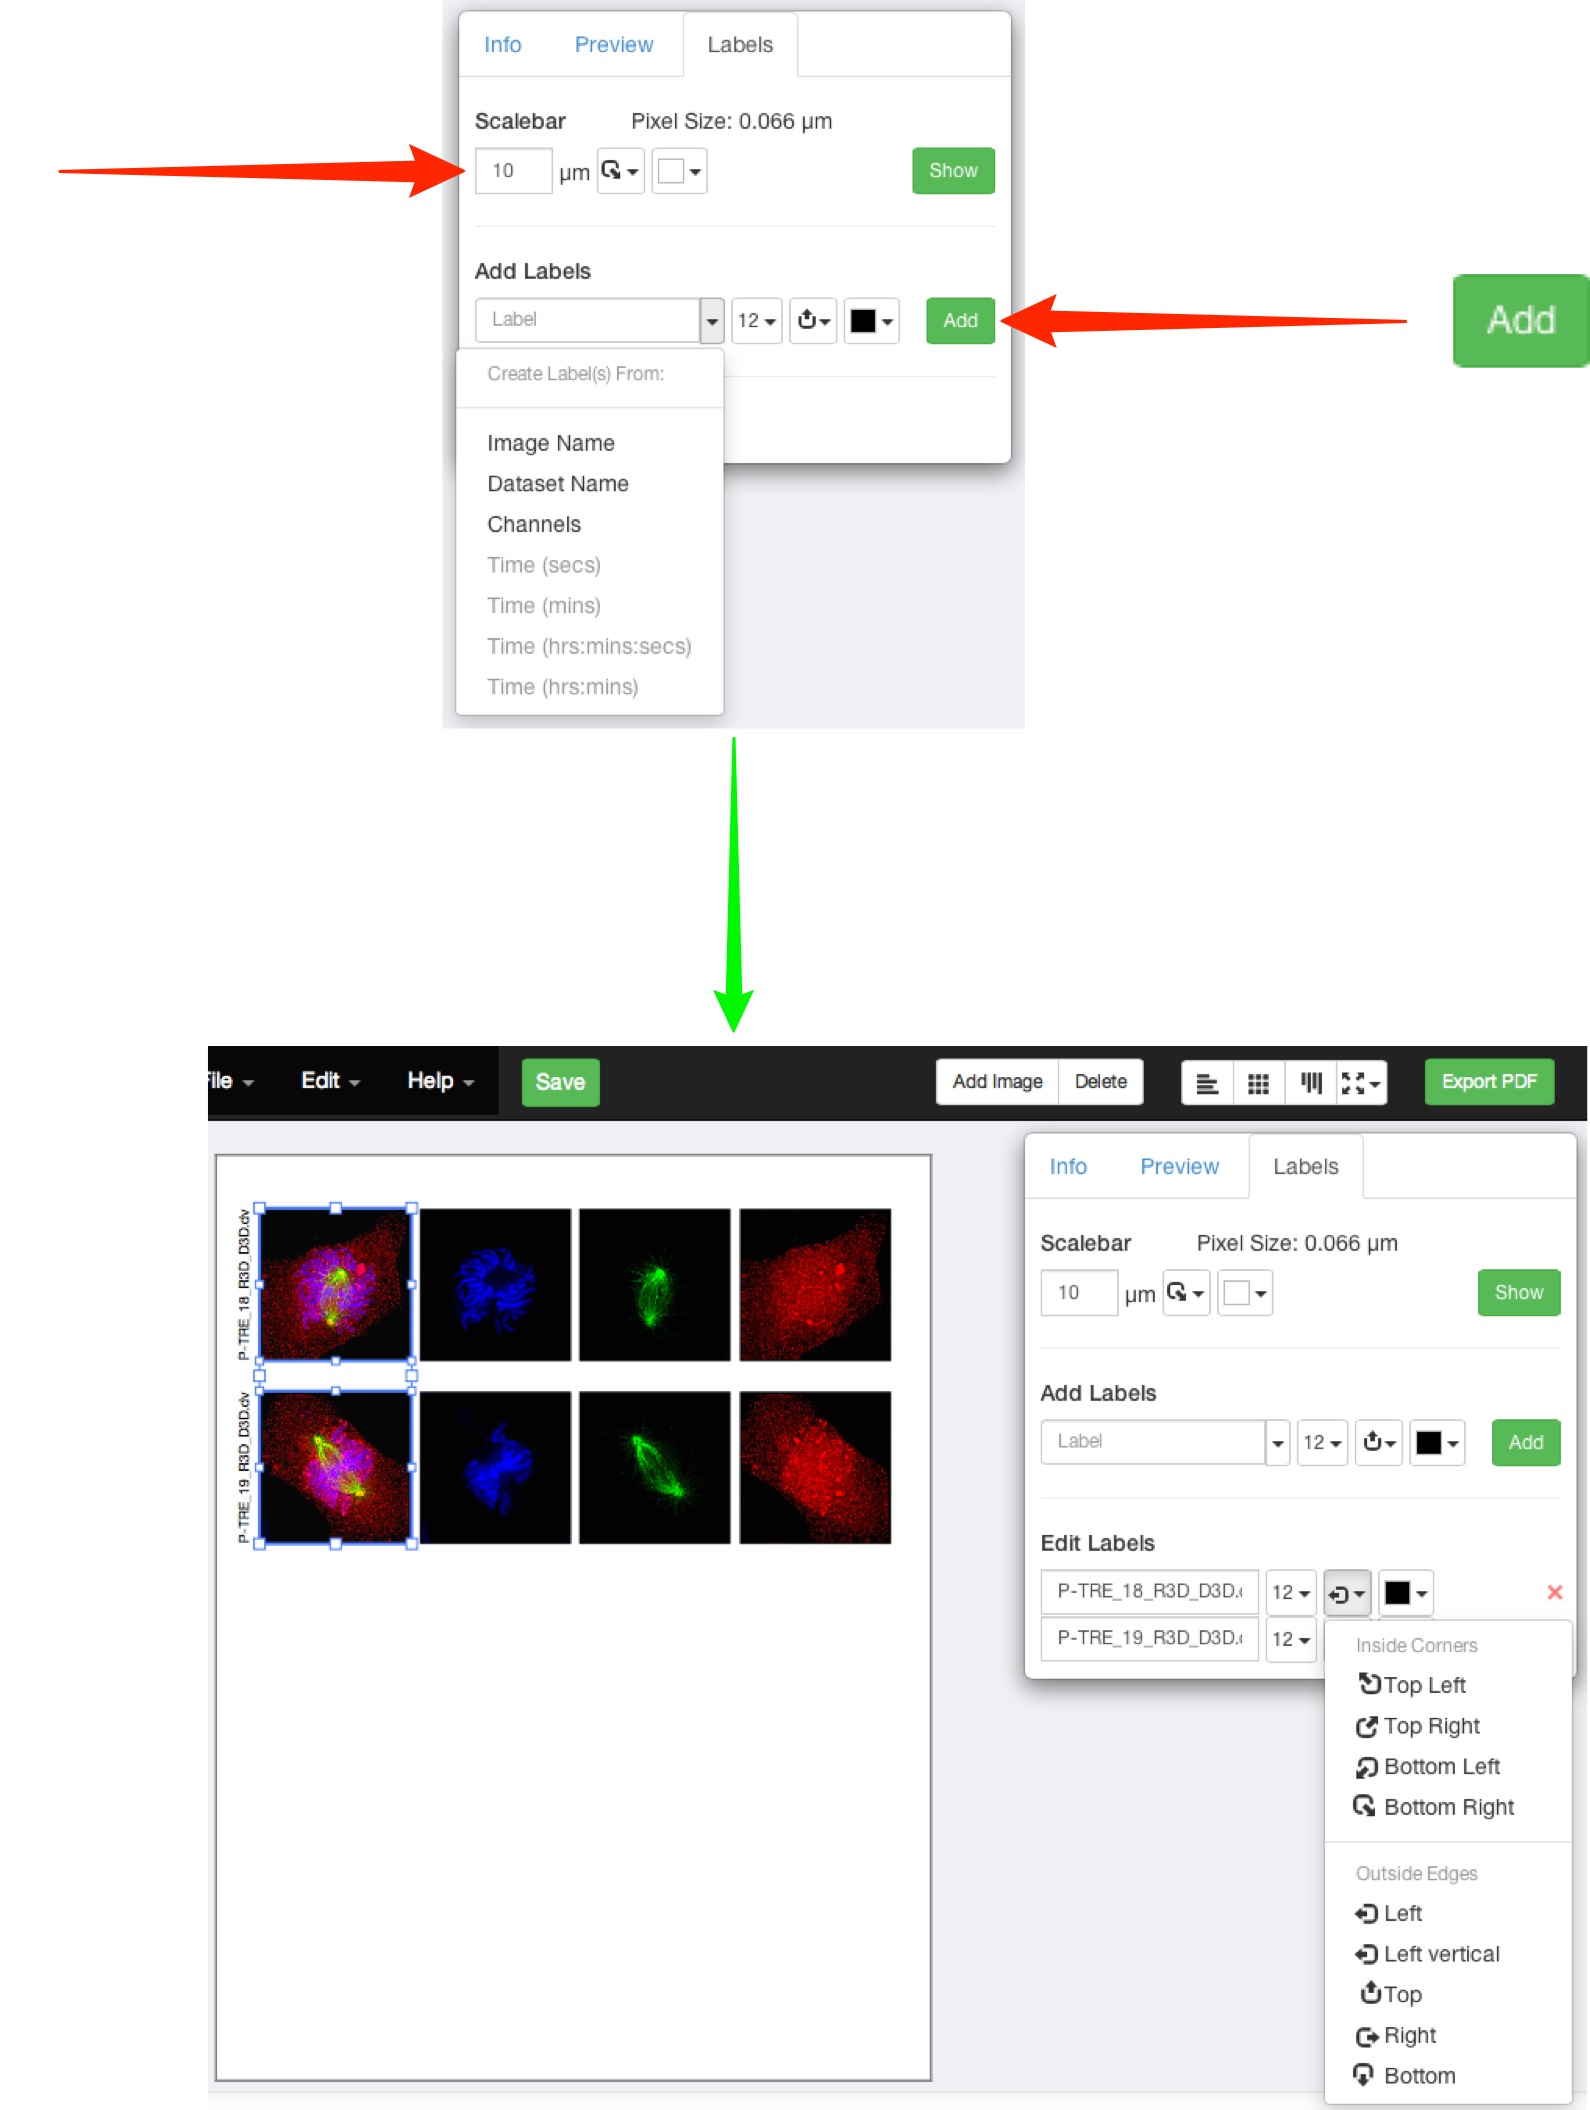 Info Preview Labels
Scalebar Pixel Size: 0.066 µm
10 µm Show
Add Labels
Label 12 Add
Add
Create Label(s) From:
Image Name
Dataset Name
Channels
Time (secs)
Time (mins)
Time (hrs:mins:secs)
Time (hrs:mins)
File Edit Help Save Add Image Delete Export PDF
P-TRE_18_R3D_D3D.dv
P-TRE_19_R3D_D3D.dv
Info Preview Labels
Scalebar Pixel Size: 0.066 µm
10 µm Show
Add Labels
Label 12 Add
Edit Labels
P-TRE_18_R3D_D3D. 12
P-TRE_19_R3D_D3D. 12
Inside Corners
Top Left
Top Right
Bottom Left
Bottom Right
Outside Edges
Left
Left vertical
Top
Right
Bottom